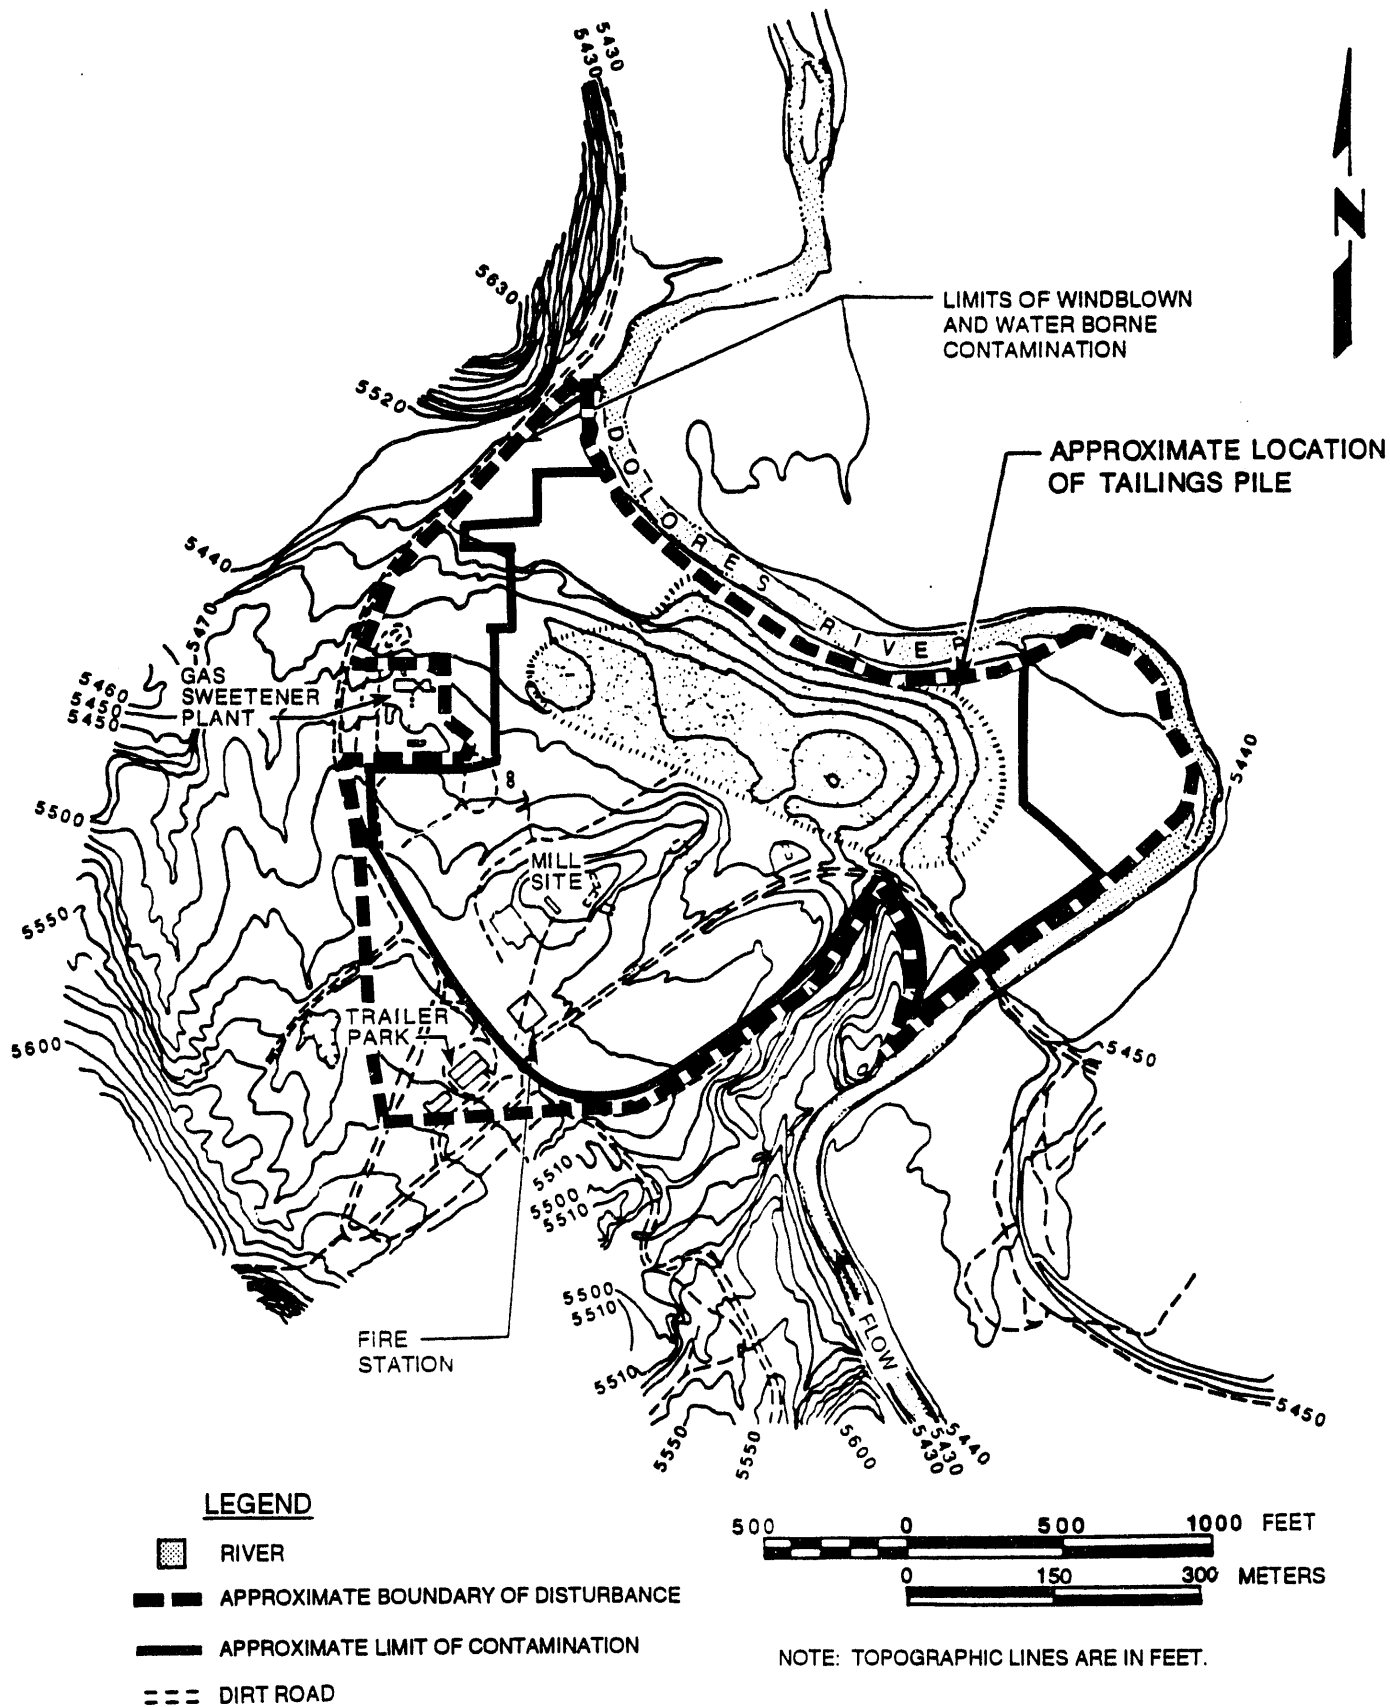 5430
5430
N
5630
LIMITS OF WINDBLOWN
AND WATER BORNE
CONTAMINATION
5520
APPROXIMATE LOCATION
OF TAILINGS PILE
DOLORES RIVER
5440
5470
GAS
SWEETENER
PLANT
5460
5450
5450
5440
8
5500
MILL
SITE
5550
TRAILER
PARK
5600
5450
5510
5500
5510
5500
5510
FLOW
FIRE
STATION
5510
5450
5550
5550
5600
5430
5430
5440
LEGEND
RIVER
APPROXIMATE BOUNDARY OF DISTURBANCE
APPROXIMATE LIMIT OF CONTAMINATION
DIRT ROAD
500 0 500 1000 FEET
0 150 300 METERS
NOTE: TOPOGRAPHIC LINES ARE IN FEET.